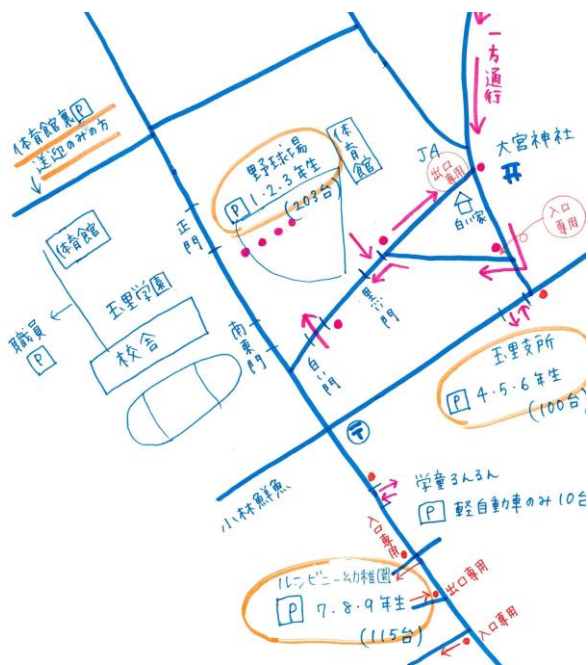 一方通行
体育館裏P
送迎のみの方
野球場
P 1・2・3年生
(203台)
体育館
JA
出口
専用
大宮神社
白い家
入口
専用
正門
体育館
玉里学園
職員
P
校舎
南東門
黒い門
白い門
玉里支所
P 4・5・6年生
(100台)
〒
小林鮮魚
学童るんるん
P 軽自動車のみ10台
入口専用
ルンビニー幼稚園
P 7・8・9年生
(115台)
出口専用
入口専用